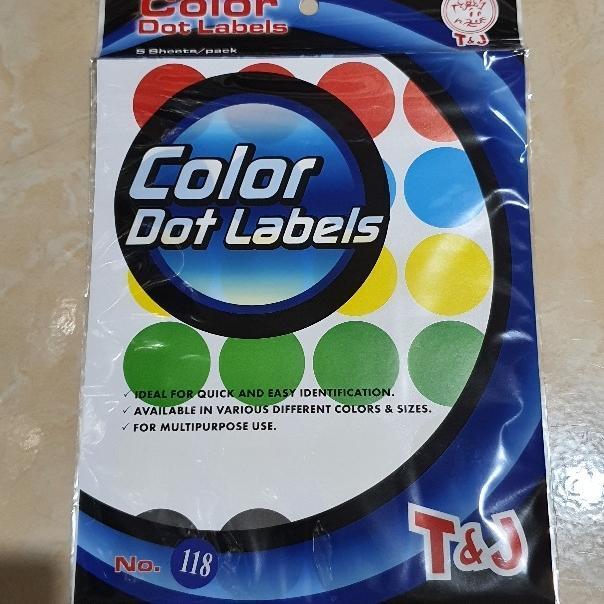 Color
Dot Labels
5 Sheets/pack
T&J
Color
Dot Labels
✓ IDEAL FOR QUICK AND EASY IDENTIFICATION.
✓ AVAILABLE IN VARIOUS DIFFERENT COLORS & SIZES.
✓ FOR MULTIPURPOSE USE.
No. 118
T&J